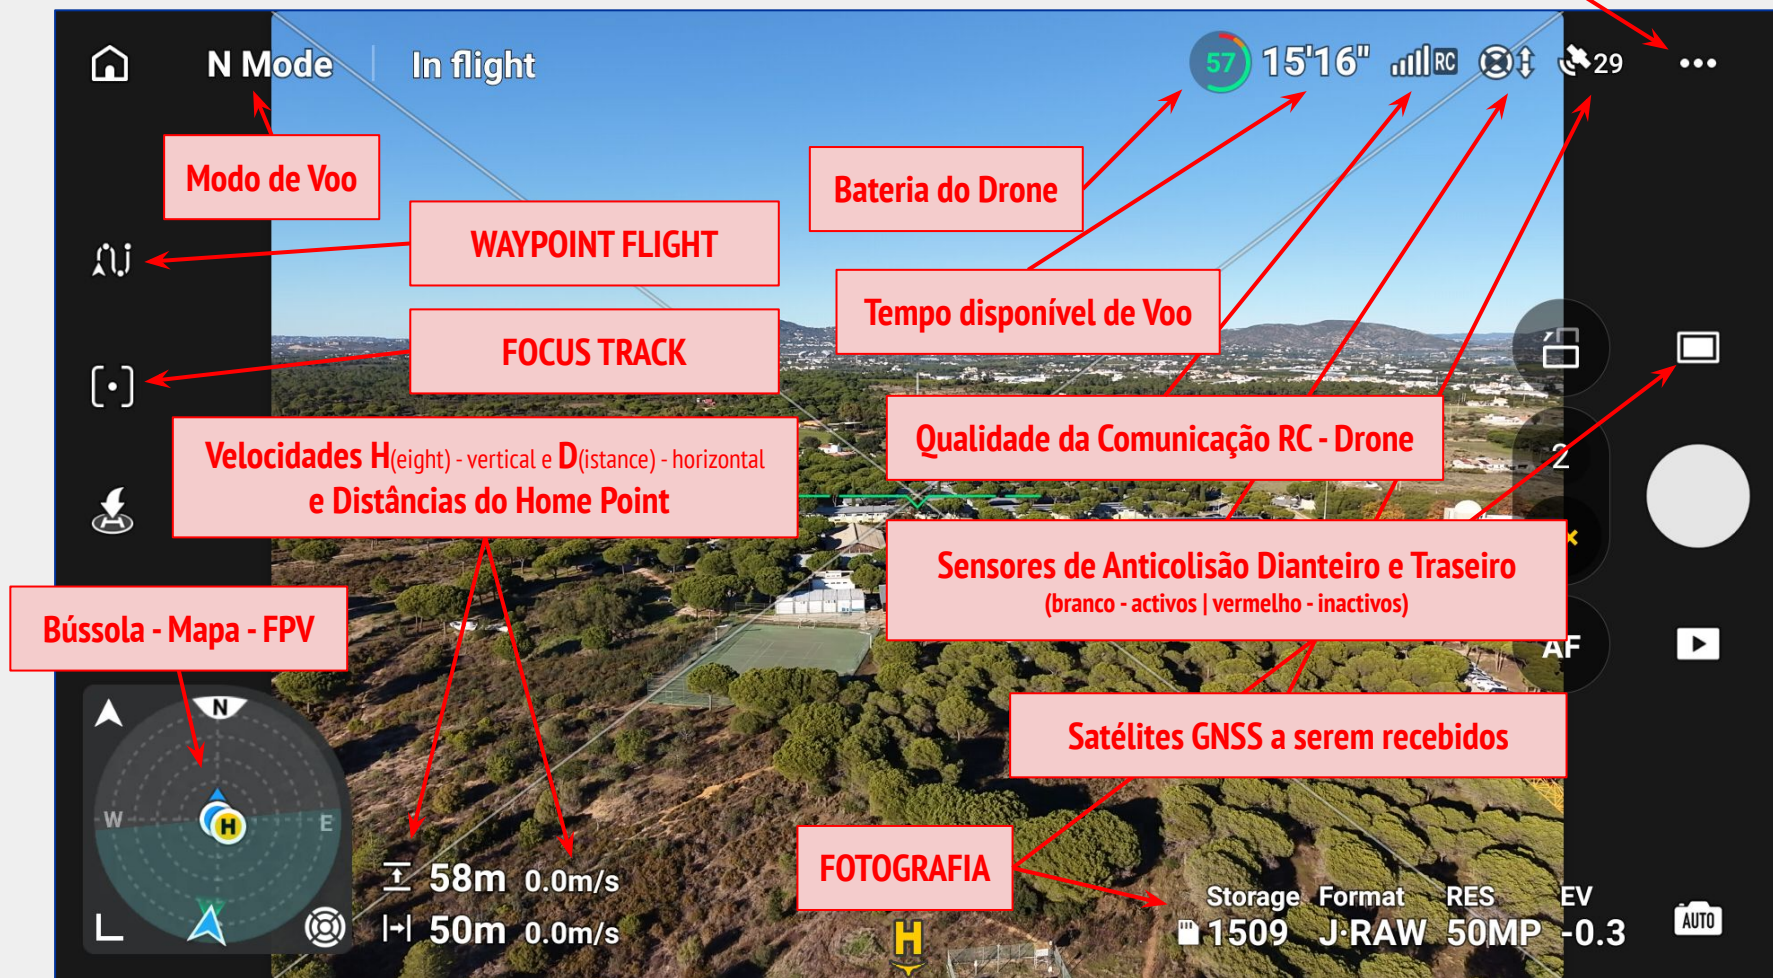 N Mode
In flight
57
15'16"
RC
29
Modo de Voo
Bateria do Drone
WAYPOINT FLIGHT
Tempo disponível de Voo
FOCUS TRACK
Qualidade da Comunicação RC - Drone
Velocidades H(eight) - vertical e D(istance) - horizontal
e Distâncias do Home Point
2
Sensores de Anticolisão Dianteiro e Traseiro
(branco - activos | vermelho - inactivos)
Bússola - Mapa - FPV
AF
Satélites GNSS a serem recebidos
N
W
E
H
FOTOGRAFIA
58m 0.0m/s
50m 0.0m/s
H
Storage Format RES EV
1509 J·RAW 50MP -0.3
AUTO